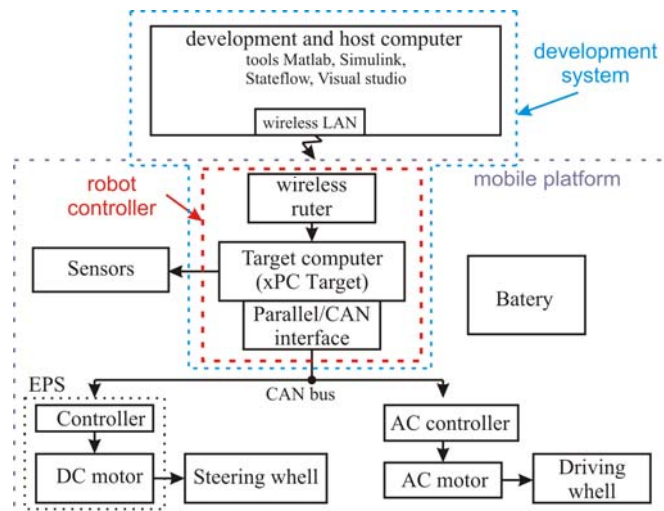 development and host computer
tools Matlab, Simulink,
Stateflow, Visual studio
wireless LAN
development
system
robot
controller
mobile platform
wireless
ruter
Sensors
Target computer
(xPC Target)
Batery
Parallel/CAN
interface
EPS
CAN bus
Controller
AC controller
DC motor
Steering whell
AC motor
Driving
whell